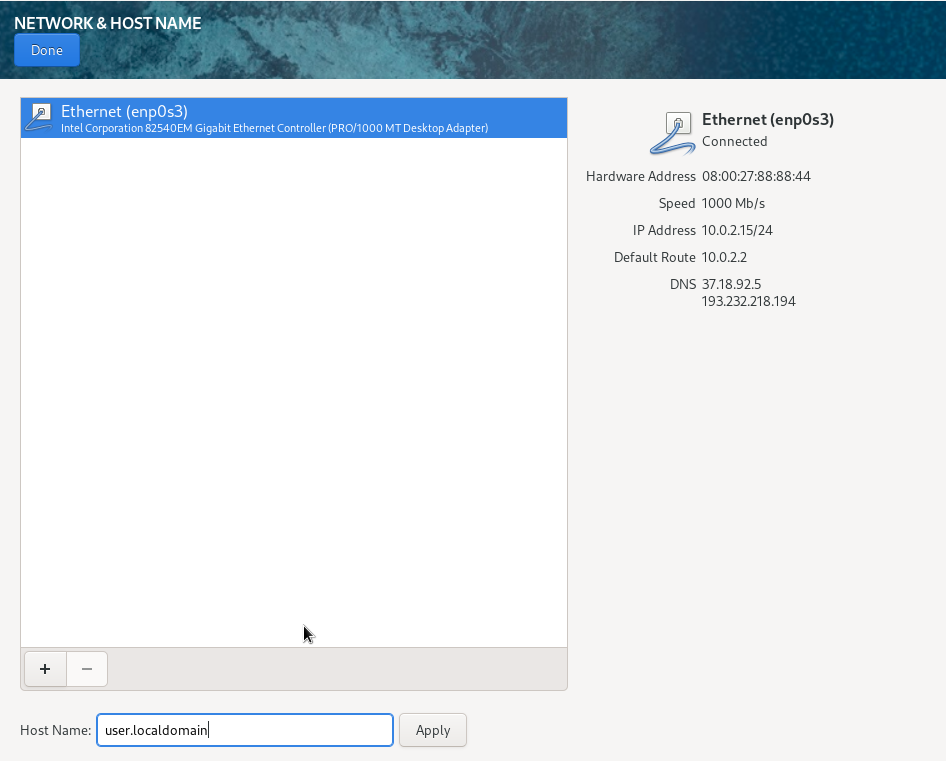 NETWORK & HOST NAME
Done
Ethernet (enp0s3)
Intel Corporation 82540EM Gigabit Ethernet Controller (PRO/1000 MT Desktop Adapter)
Ethernet (enp0s3)
Connected
Hardware Address 08:00:27:88:88:44
Speed 1000 Mb/s
IP Address 10.0.2.15/24
Default Route 10.0.2.2
DNS 37.18.92.5
193.232.218.194
+ −
Host Name: user.localdomain Apply